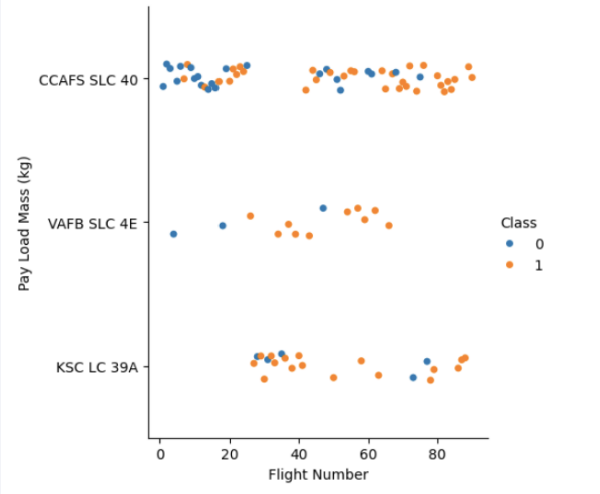 CCAFS SLC 40
VAFB SLC 4E
KSC LC 39A
Pay Load Mass (kg)
0 20 40 60 80
Flight Number
Class
0
1